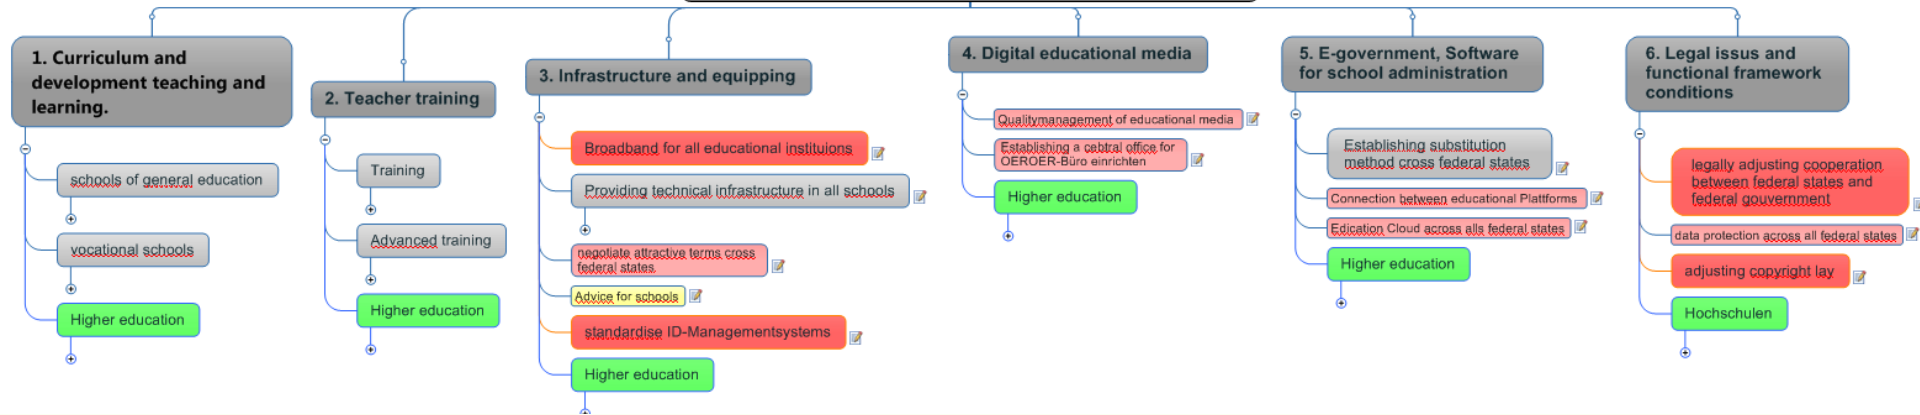 1. Curriculum and
development teaching and
learning.
schools of general education
vocational schools
Higher education
2. Teacher training
Training
Advanced training
Higher education
3. Infrastructure and equipping
Broadband for all educational instituions
Providing technical infrastructure in all schools
negotiate attractive terms cross
federal states.
Advice for schools
standardise ID-Managementsystems
Higher education
4. Digital educational media
Qualitymanagement of educational media
Establishing a cebtral office for
OEROER-Büro einrichten
Higher education
5. E-government, Software
for school administration
Establishing substitution
method cross federal states
Connection between educational Plattforms
Edication Cloud across alls federal states
Higher education
6. Legal issus and
functional framework
conditions
legally adjusting cooperation
between federal states and
federal gouvernment
data protection across all federal states
adjusting copyright lay
Hochschulen